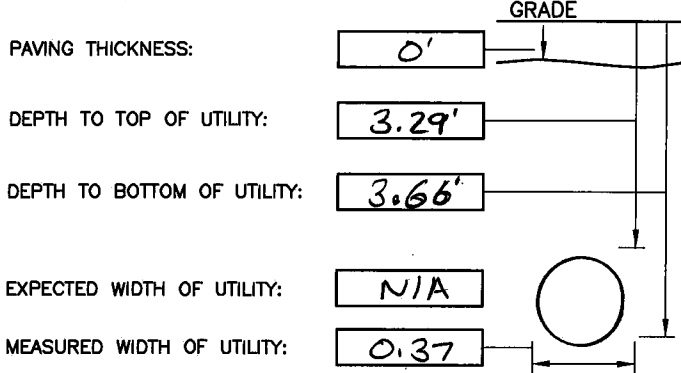 GRADE
PAVING THICKNESS: 0'
DEPTH TO TOP OF UTILITY: 3.29'
DEPTH TO BOTTOM OF UTILITY: 3.66'
EXPECTED WIDTH OF UTILITY: N/A
MEASURED WIDTH OF UTILITY: 0.37